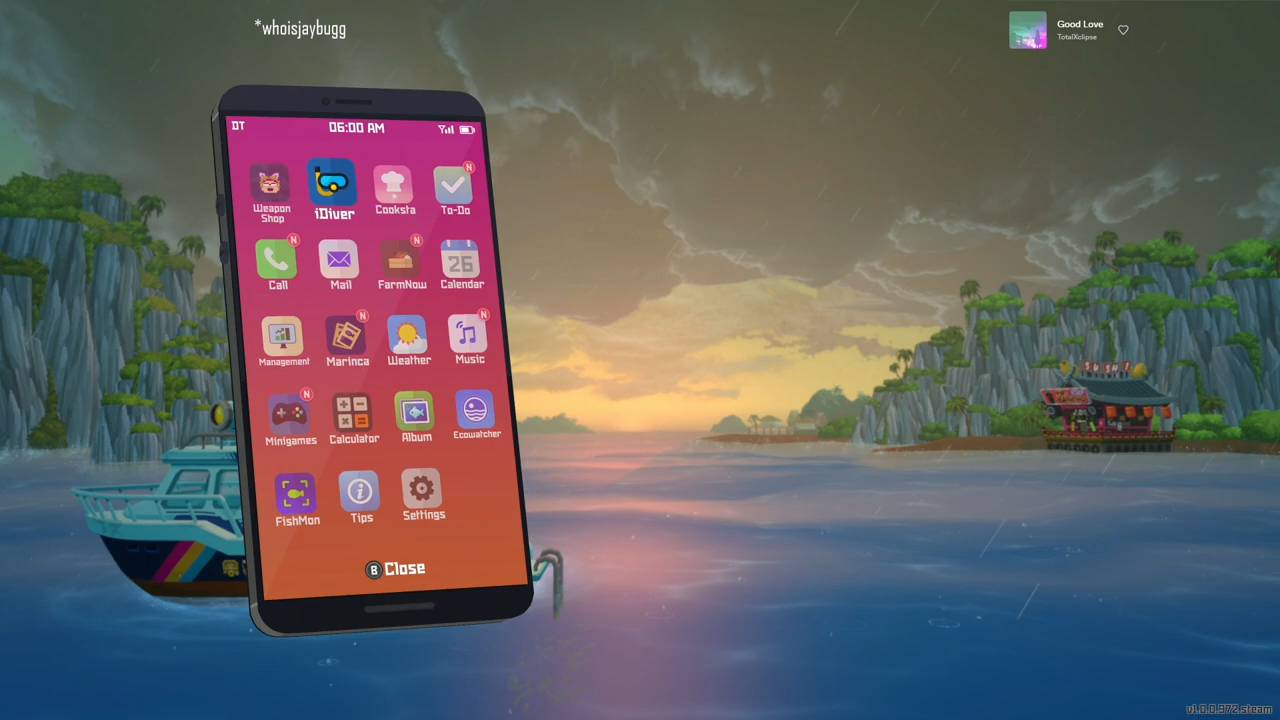 *whoisjaybugg
Good Love
TotalXclipse
DT
06:00 AM
Weapon Shop
iDiver
Cooksta
N
To-Do
N
Call
Mail
N
FarmNow
26
Calendar
Management
N
Marinca
Weather
N
Music
N
Minigames
Calculator
Album
Ecowatcher
FishMon
Tips
Settings
B Close
SUSHI
v1.0.0.972.steam